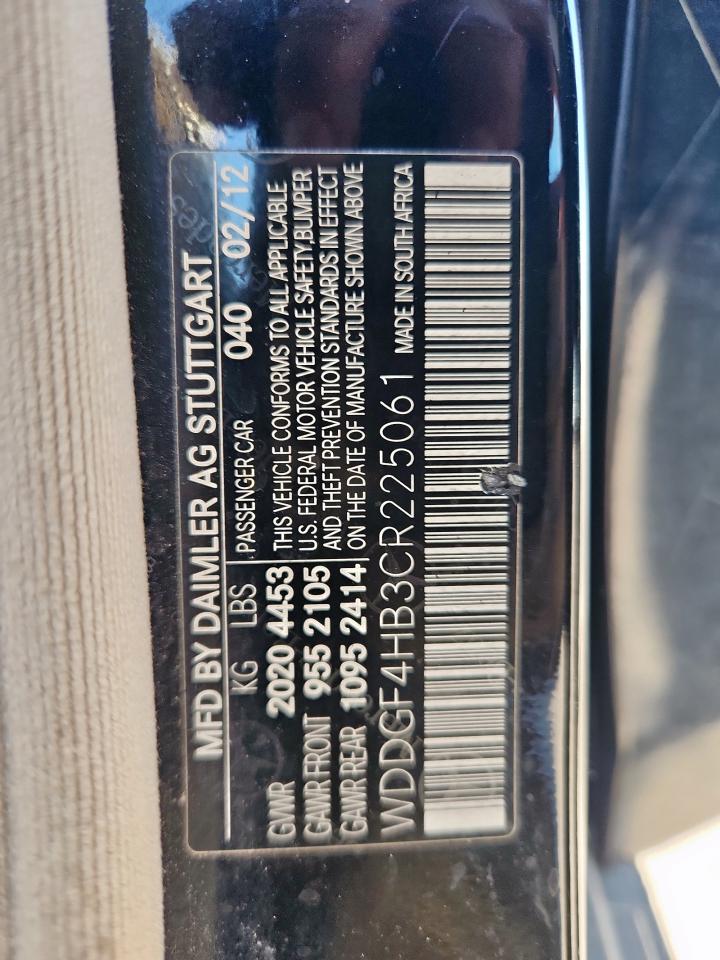 MFD BY DAIMLER AG STUTTGART
KG LBS PASSENGER CAR 040 02/12
GWR 2020 4453 THIS VEHICLE CONFORMS TO ALL APPLICABLE
GAWR FRONT 955 2105 U.S. FEDERAL MOTOR VEHICLE SAFETY,BUMPER
GAWR REAR 1095 2414 AND THEFT PREVENTION STANDARDS IN EFFECT
ON THE DATE OF MANUFACTURE SHOWN ABOVE
WDDGF4HB3CR225061 MADE IN SOUTH AFRICA